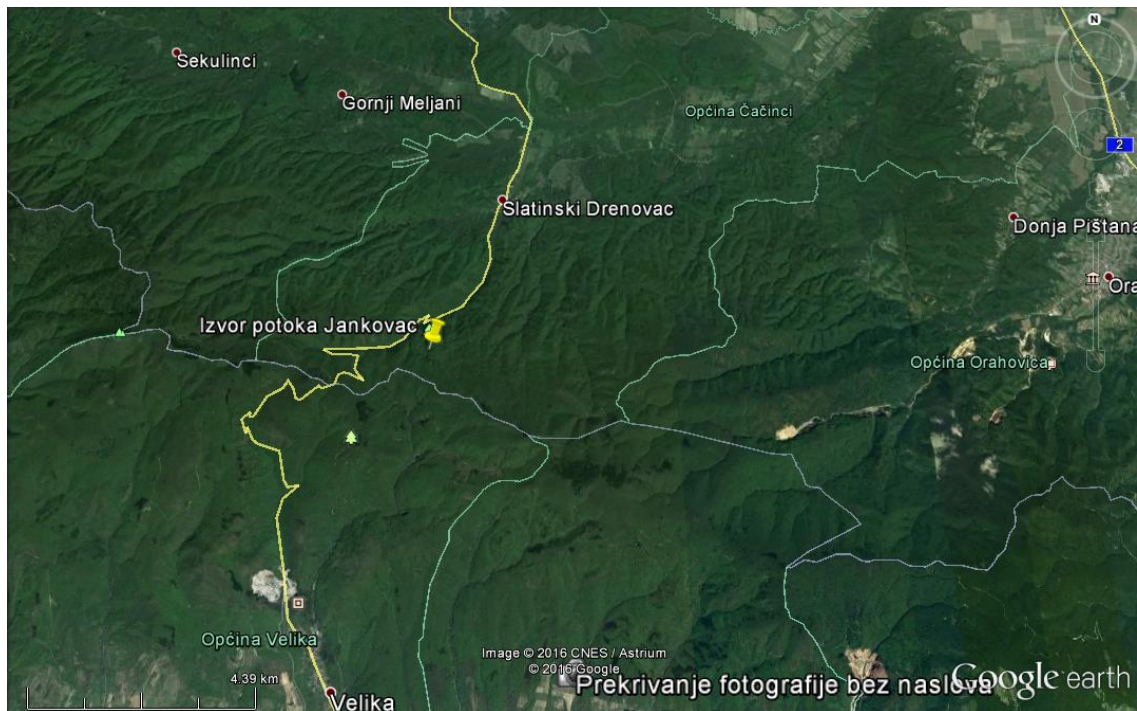 N
Sekulinci
Gornji Meljani
Općina Čačinci
2
Slatinski Drenovac
Donja Pištana
Ora
Izvor potoka Jankovac
Općina Orahovica
Općina Velika
Image © 2016 CNES / Astrium
© 2016 Google
4.39 km
Prekrivanje fotografije bez naslova
Google earth
Velika